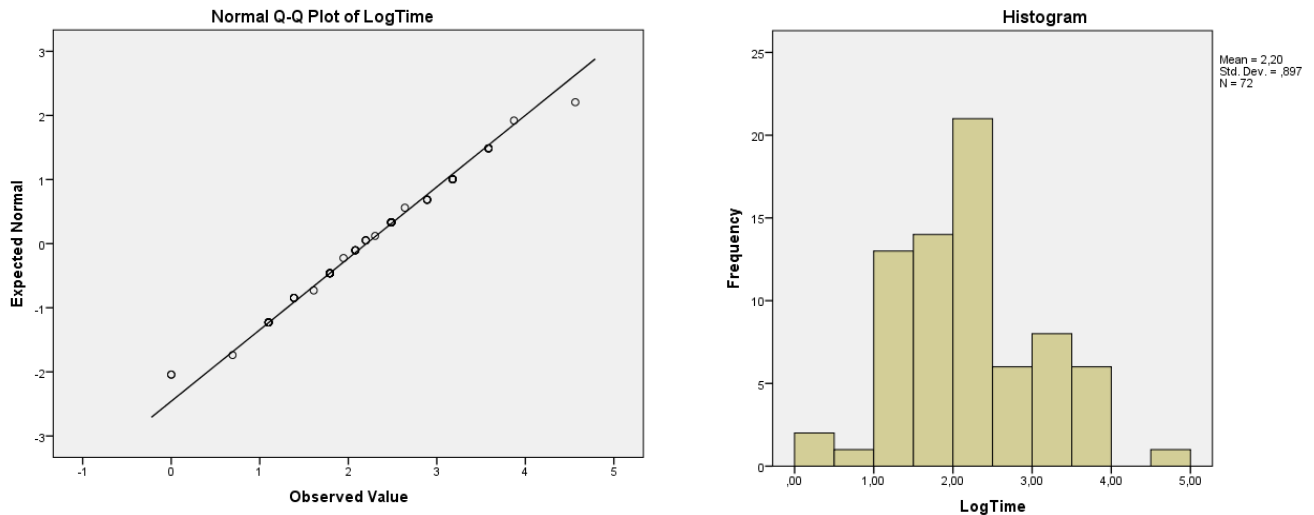 Normal Q-Q Plot of LogTime
Expected Normal
3
2
1
0
-1
-2
-3
-1 0 1 2 3 4 5
Observed Value
Histogram
Frequency
25
20
15
10
5
0
,00 1,00 2,00 3,00 4,00 5,00
LogTime
Mean = 2,20
Std. Dev. = ,897
N = 72